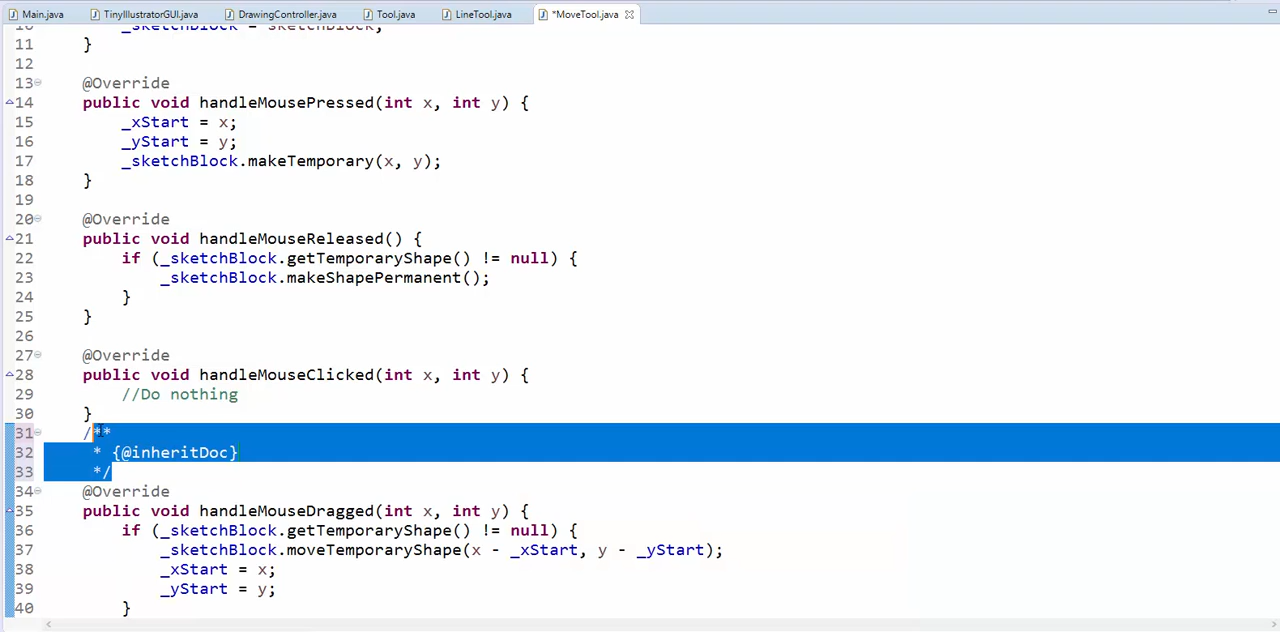 Main.java TinyIllustratorGUI.java DrawingController.java Tool.java LineTool.java *MoveTool.java
10 _sketchBlock = sketchBlock;
11 }
12
13 @Override
14 public void handleMousePressed(int x, int y) {
15 _xStart = x;
16 _yStart = y;
17 _sketchBlock.makeTemporary(x, y);
18 }
19
20 @Override
21 public void handleMouseReleased() {
22 if (_sketchBlock.getTemporaryShape() != null) {
23 _sketchBlock.makeShapePermanent();
24 }
25 }
26
27 @Override
28 public void handleMouseClicked(int x, int y) {
29 //Do nothing
30 }
31 /**
32 * {@inheritDoc}
33 */
34 @Override
35 public void handleMouseDragged(int x, int y) {
36 if (_sketchBlock.getTemporaryShape() != null) {
37 _sketchBlock.moveTemporaryShape(x - _xStart, y - _yStart);
38 _xStart = x;
39 _yStart = y;
40 }